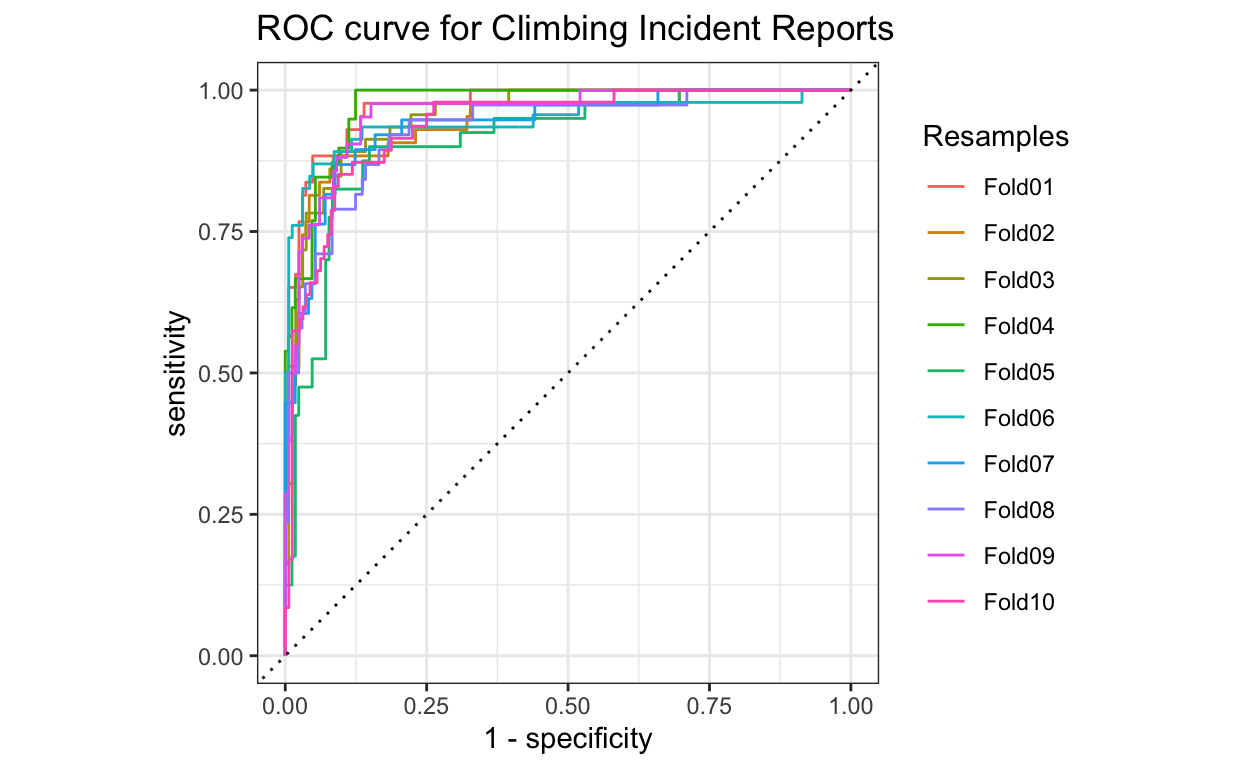 ROC curve for Climbing Incident Reports
1.00
0.75
0.50
0.25
0.00
sensitivity
0.00 0.25 0.50 0.75 1.00
1 - specificity
Resamples
Fold01
Fold02
Fold03
Fold04
Fold05
Fold06
Fold07
Fold08
Fold09
Fold10